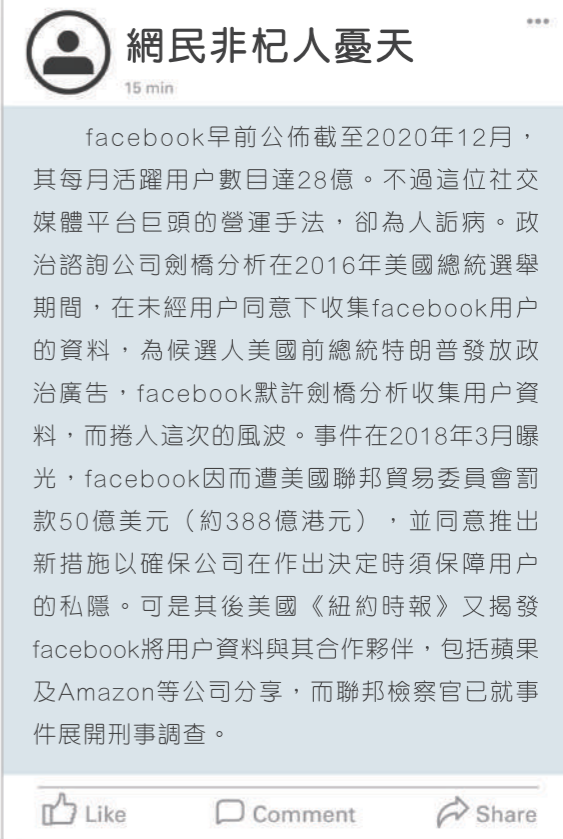 網民非杞人憂天
15 min
facebook早前公佈截至2020年12月，
其每月活躍用户數目達28億。不過這位社交
媒體平台巨頭的營運手法，卻為人詬病。政
治諮詢公司劍橋分析在2016年美國總統選舉
期間，在未經用户同意下收集facebook用户
的資料，為候選人美國前總統特朗普發放政
治廣告，facebook默許劍橋分析收集用户資
料，而捲入這次的風波。事件在2018年3月曝
光，facebook因而遭美國聯邦貿易委員會罰
款50億美元（約388億港元），並同意推出
新措施以確保公司在作出決定時須保障用户
的私隱。可是其後美國《紐約時報》又揭發
facebook將用户資料與其合作夥伴，包括蘋果
及Amazon等公司分享，而聯邦檢察官已就事
件展開刑事調查。
Like Comment Share